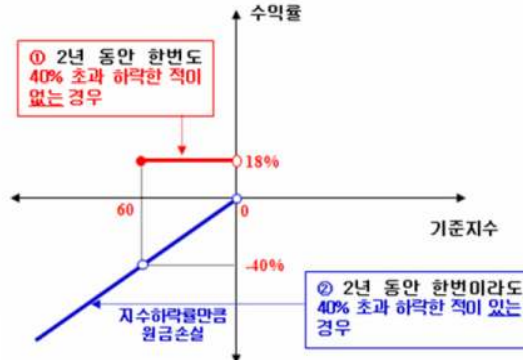 수익률
① 2년 동안 한번도
40% 초과 하락한 적이
없는 경우
18%
60
0
기준지수
-40%
지수하락률만큼
원금손실
② 2년 동안 한번이라도
40% 초과 하락한 적이 있는
경우